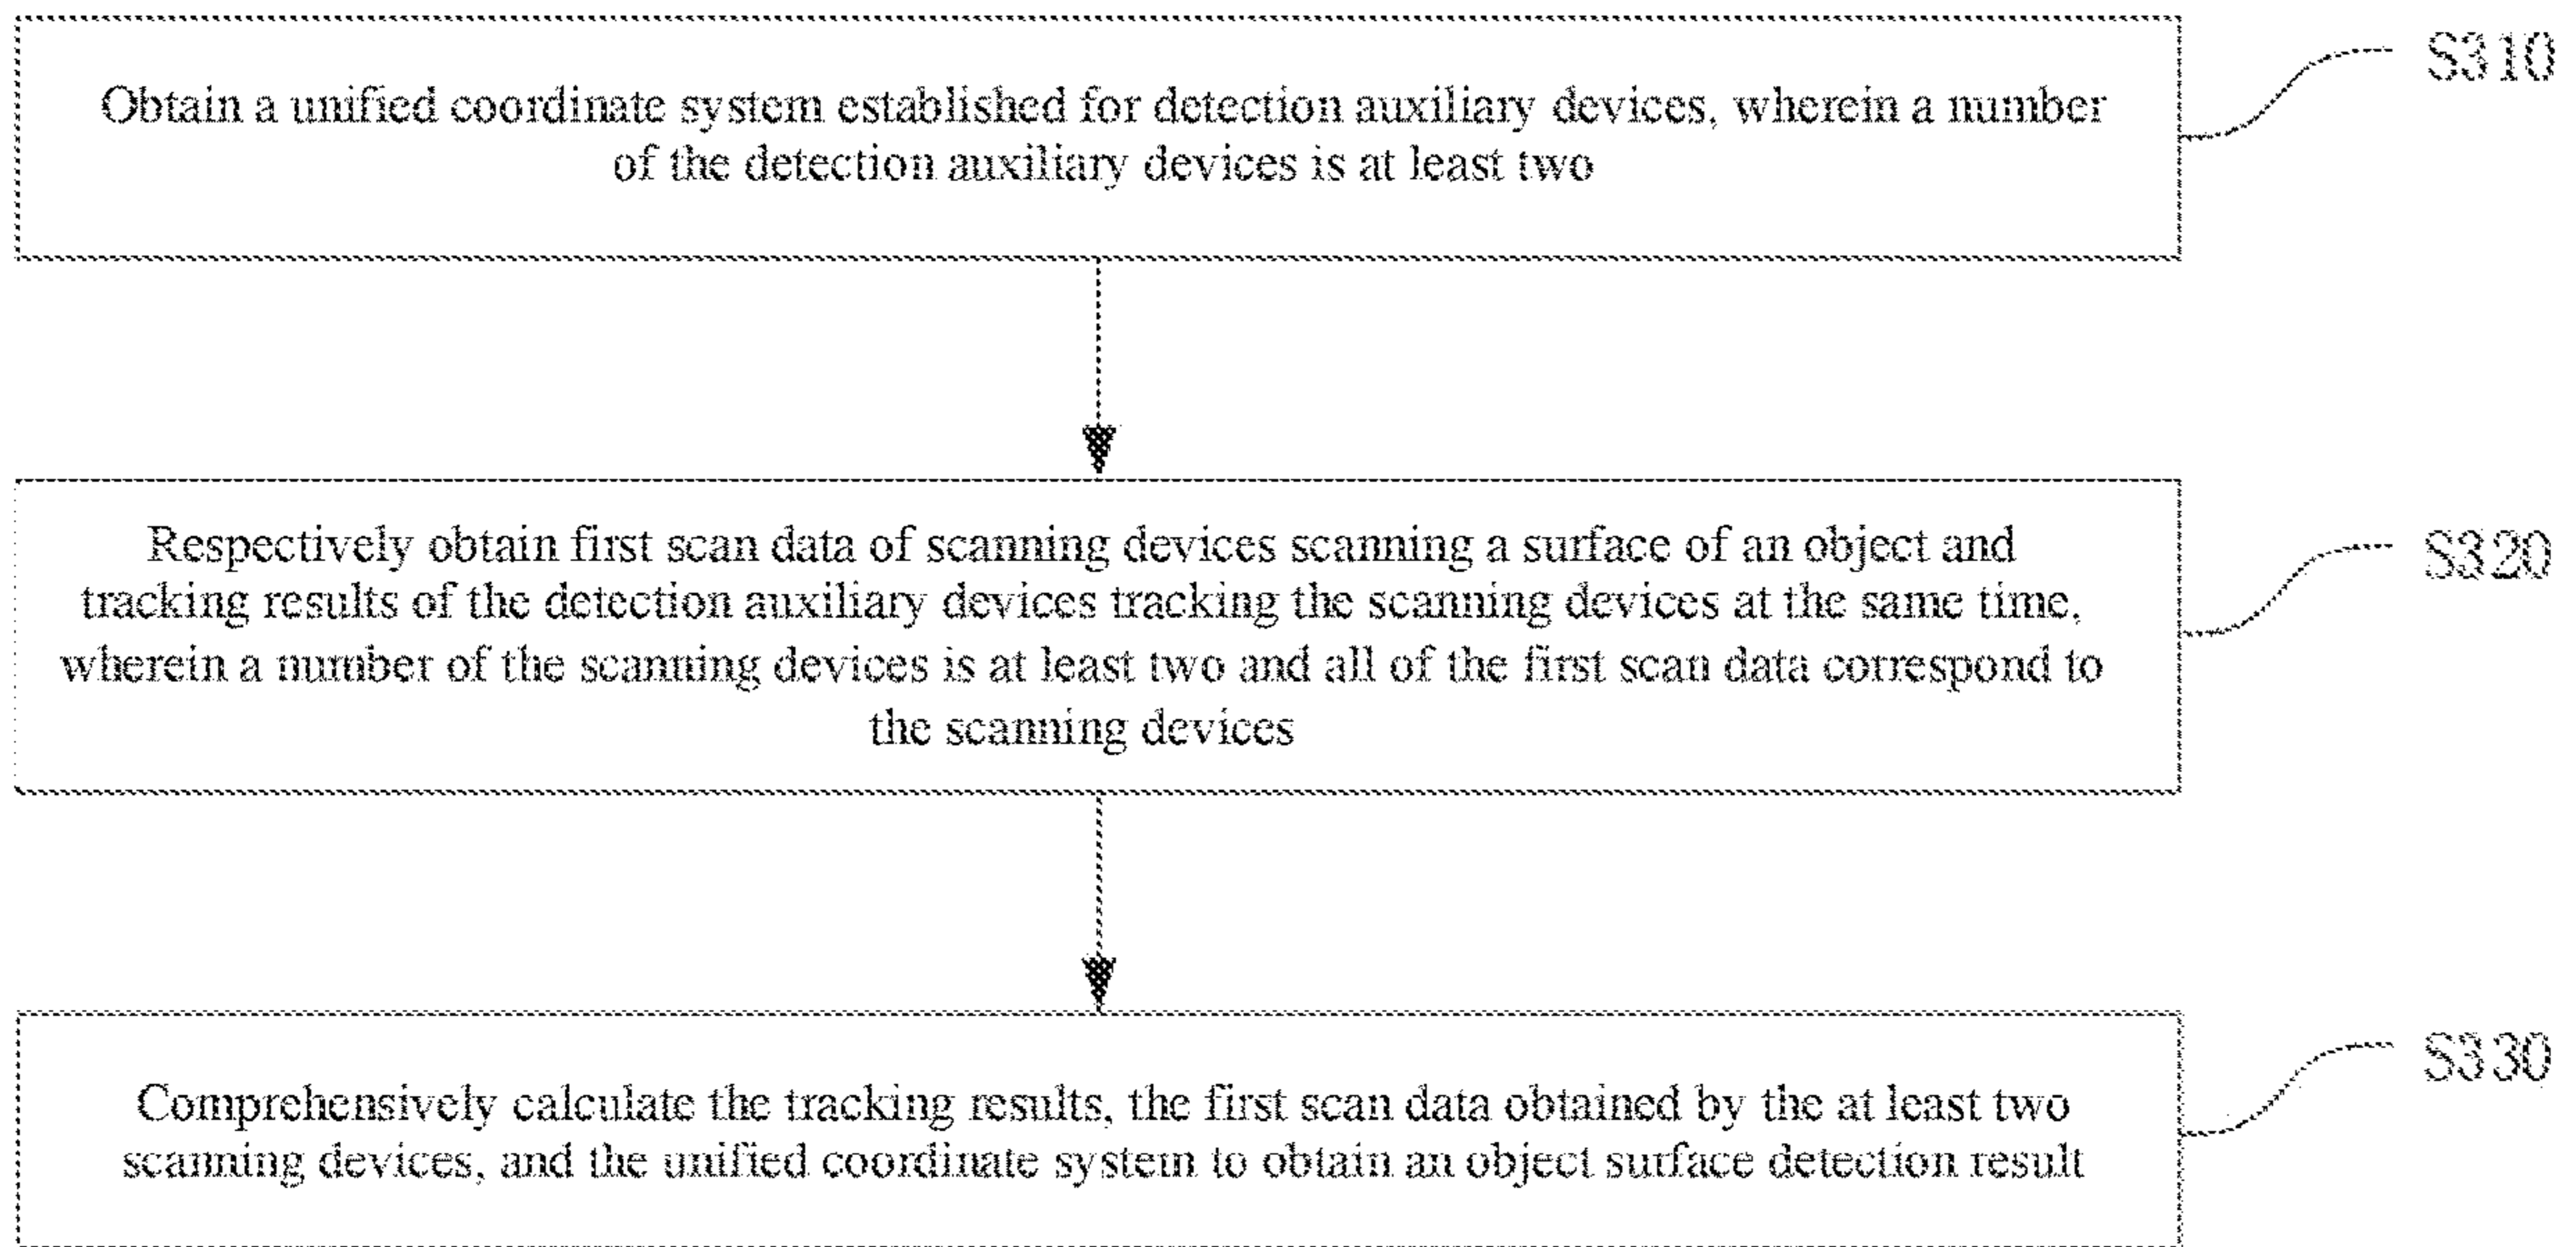 Obtain a unified coordinate system established for detection auxiliary devices, wherein a number
of the detection auxiliary devices is at least two
S310
Respectively obtain first scan data of scanning devices scanning a surface of an object and
tracking results of the detection auxiliary devices tracking the scanning devices at the same time,
wherein a number of the scanning devices is at least two and all of the first scan data correspond to
the scanning devices
S320
Comprehensively calculate the tracking results, the first scan data obtained by the at least two
scanning devices, and the unified coordinate system to obtain an object surface detection result
S330